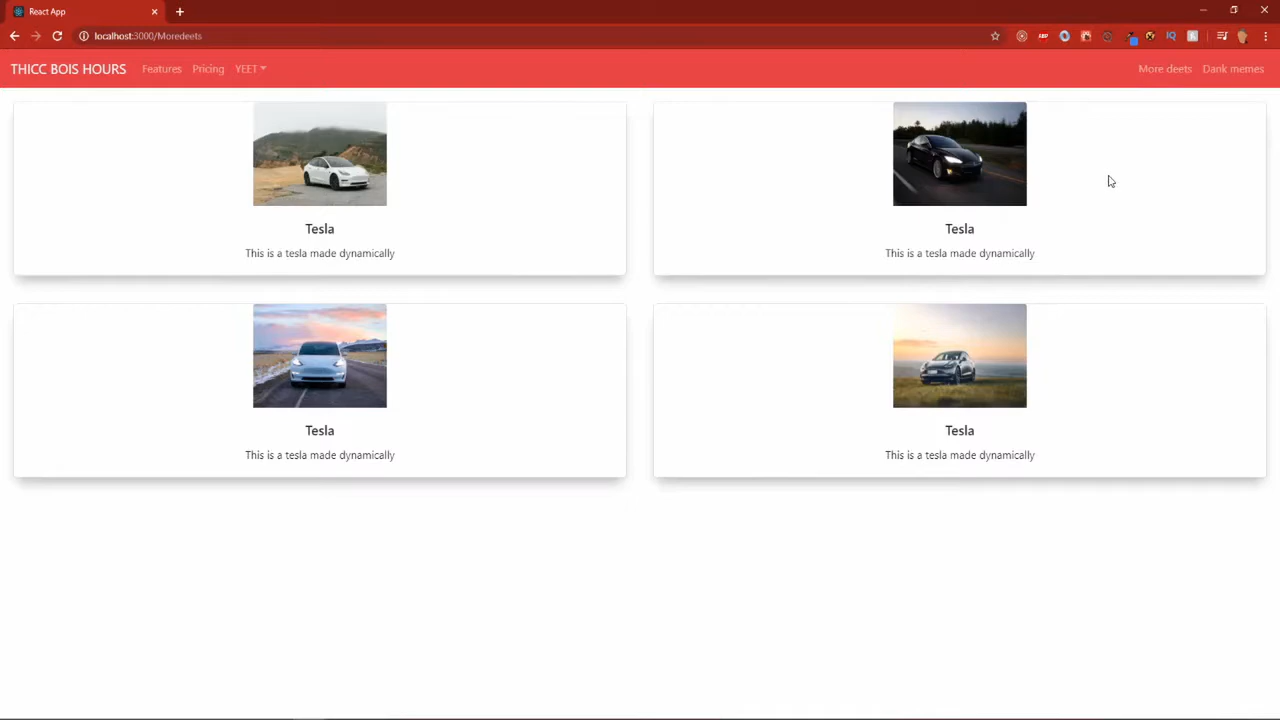 React App
localhost:3000/Moredeets
THICC BOIS HOURS Features Pricing YEET More deets Dank memes
Tesla
This is a tesla made dynamically
Tesla
This is a tesla made dynamically
Tesla
This is a tesla made dynamically
Tesla
This is a tesla made dynamically